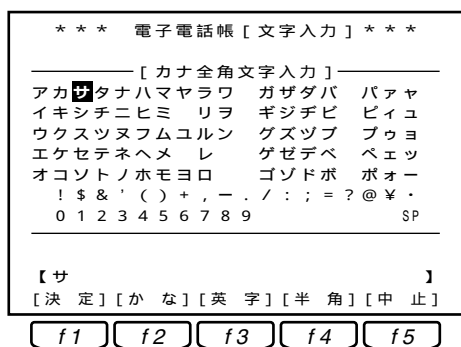 ＊＊＊ 電子電話帳［文字入力］＊＊＊
［カナ全角文字入力］
アカサタナハマヤラワ ガザダバ パァャ
イキシチニヒミ リヲ ギジヂビ ピィュ
ウクスツヌフムユルン グズヅブ プゥョ
エケセテネヘメ レ ゲゼデベ ペェッ
オコソトノホモヨロ ゴゾドボ ポォー
！＄＆’（）＋，－．／：；＝？＠￥・
０１２３４５６７８９ SP
【サ 】
［決 定］［か な］［英 字］［半 角］［中 止］
f1 f2 f3 f4 f5